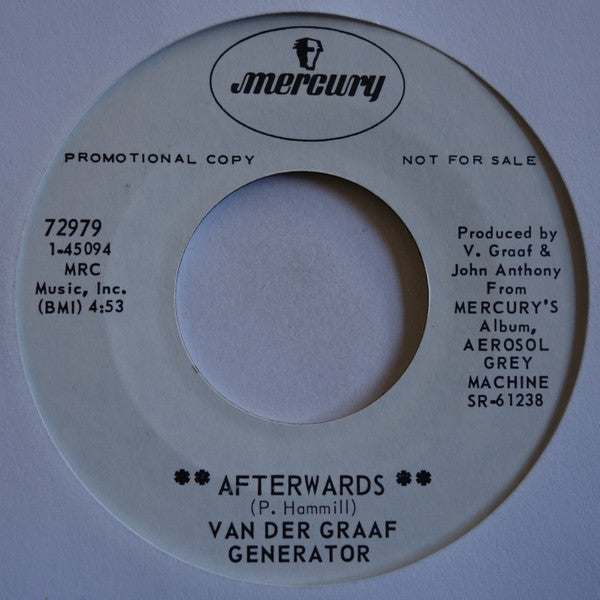 mercury
PROMOTIONAL COPY
NOT FOR SALE
72979
1-45094
MRC
Music, Inc.
(BMI) 4:53
Produced by
V. Graaf &
John Anthony
From
MERCURY'S
Album,
AEROSOL
GREY
MACHINE
SR-61238
** AFTERWARDS **
(P. Hammill)
VAN DER GRAAF
GENERATOR